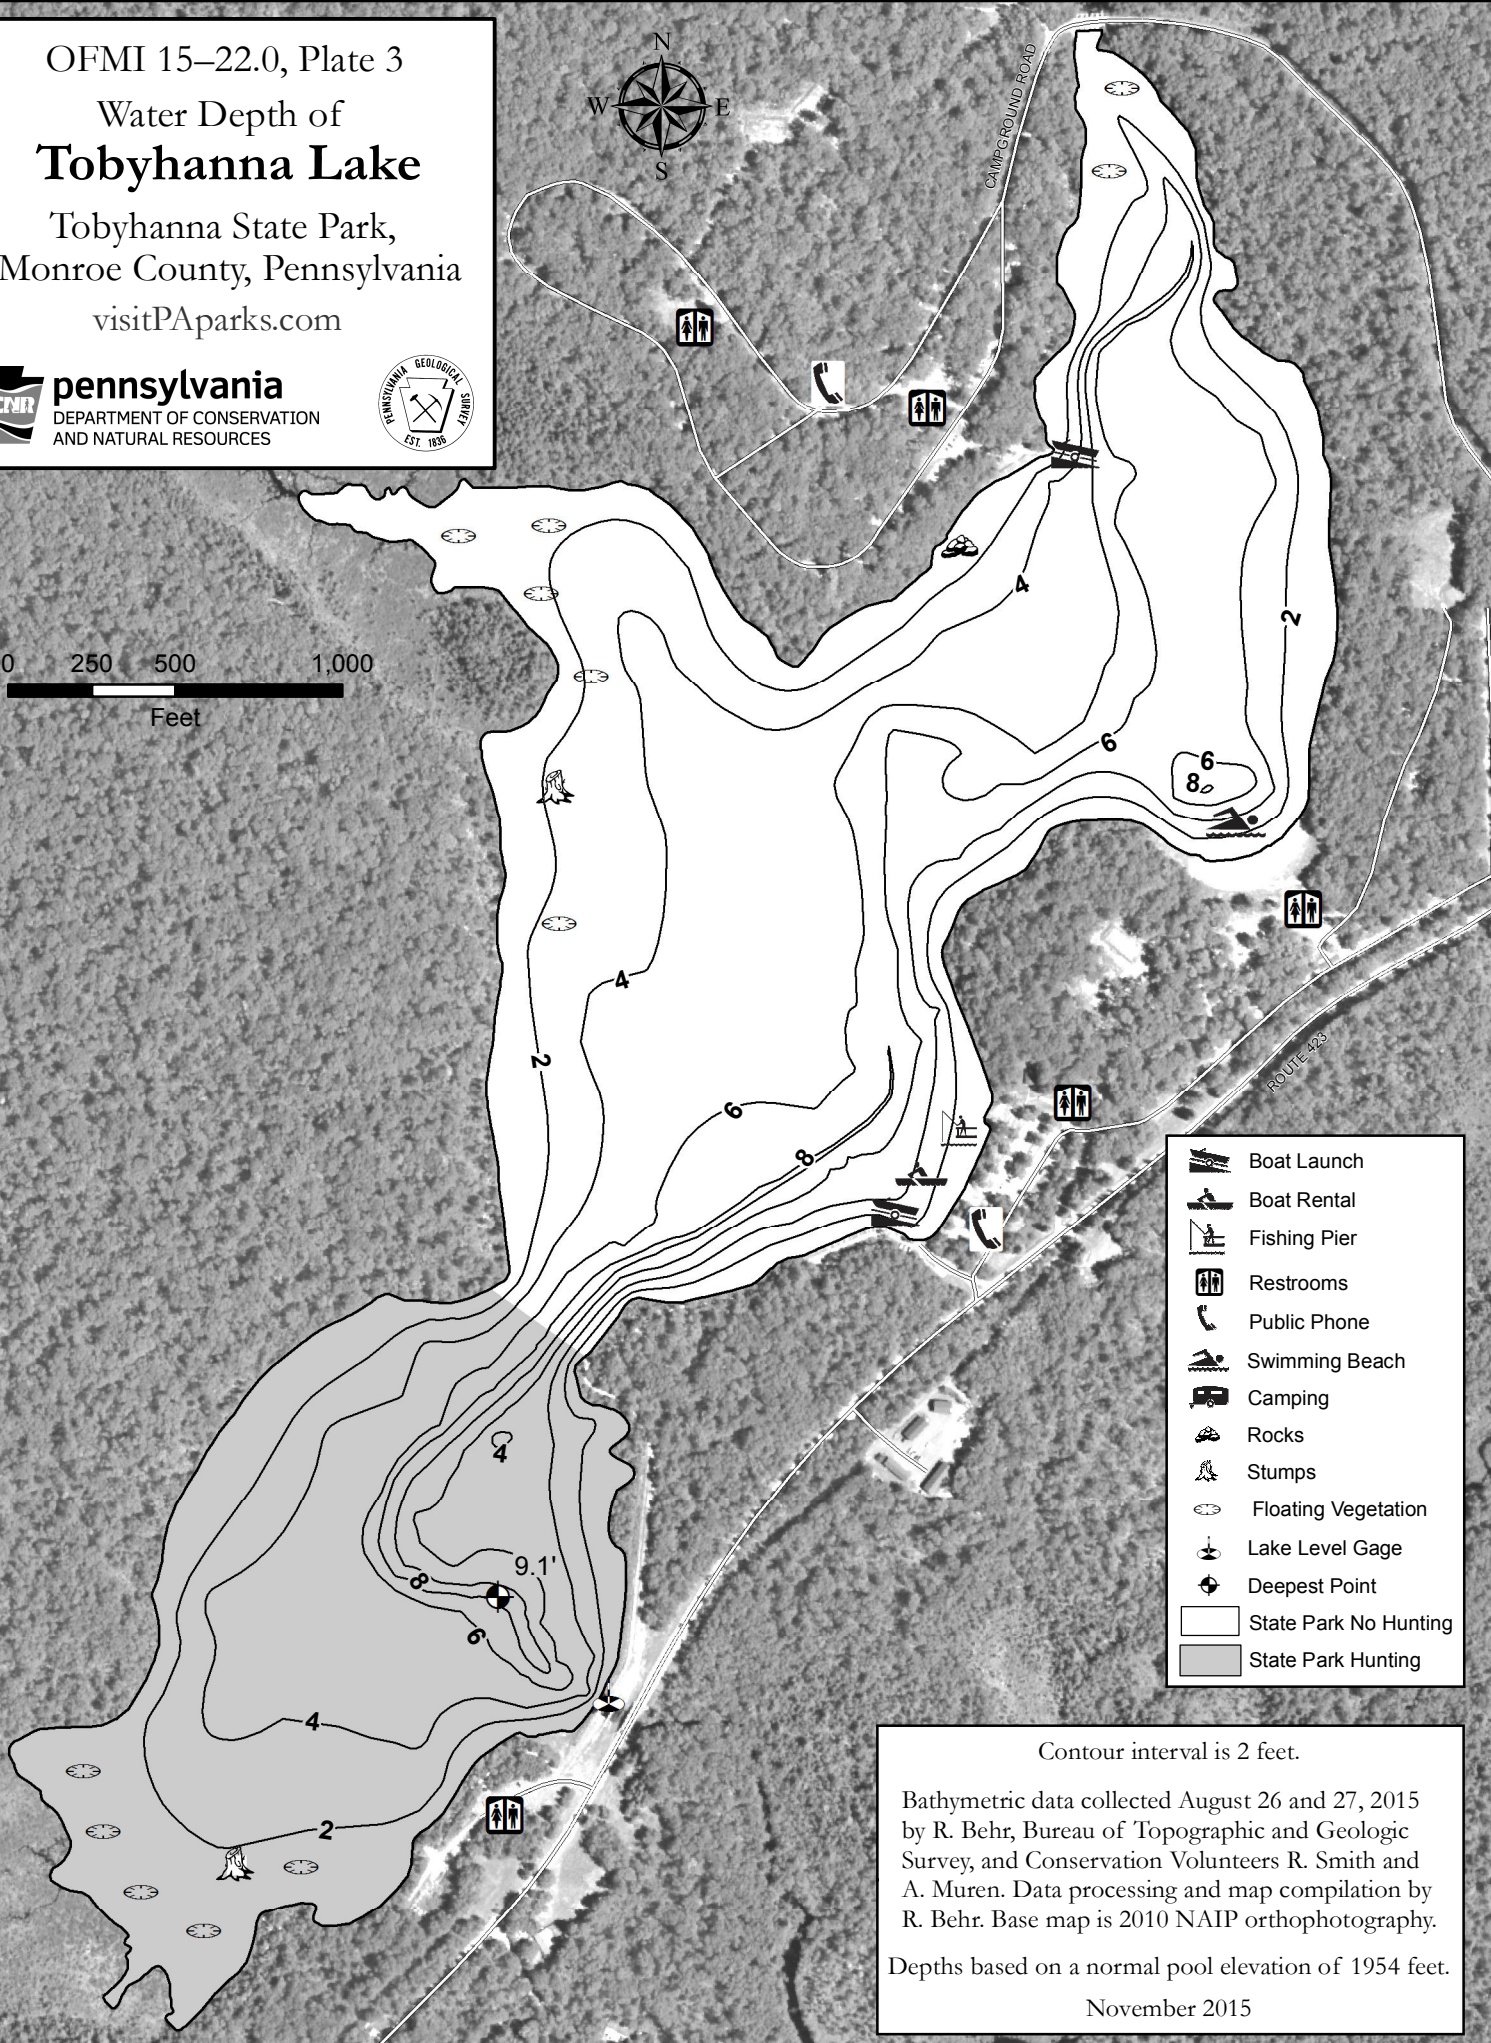 OFMI 15–22.0, Plate 3
Water Depth of
Tobyhanna Lake
Tobyhanna State Park,
Monroe County, Pennsylvania
visitPAparks.com
CNR
pennsylvania
DEPARTMENT OF CONSERVATION
AND NATURAL RESOURCES
PENNSYLVANIA GEOLOGICAL SURVEY
EST. 1836
N
W E
S
CAMPGROUND ROAD
0 250 500 1,000
Feet
4
2
6
6
8
4
2
6
8
ROUTE 423
4
9.1'
8
6
4
2
Boat Launch
Boat Rental
Fishing Pier
Restrooms
Public Phone
Swimming Beach
Camping
Rocks
Stumps
Floating Vegetation
Lake Level Gage
Deepest Point
State Park No Hunting
State Park Hunting
Contour interval is 2 feet.
Bathymetric data collected August 26 and 27, 2015
by R. Behr, Bureau of Topographic and Geologic
Survey, and Conservation Volunteers R. Smith and
A. Muren. Data processing and map compilation by
R. Behr. Base map is 2010 NAIP orthophotography.
Depths based on a normal pool elevation of 1954 feet.
November 2015